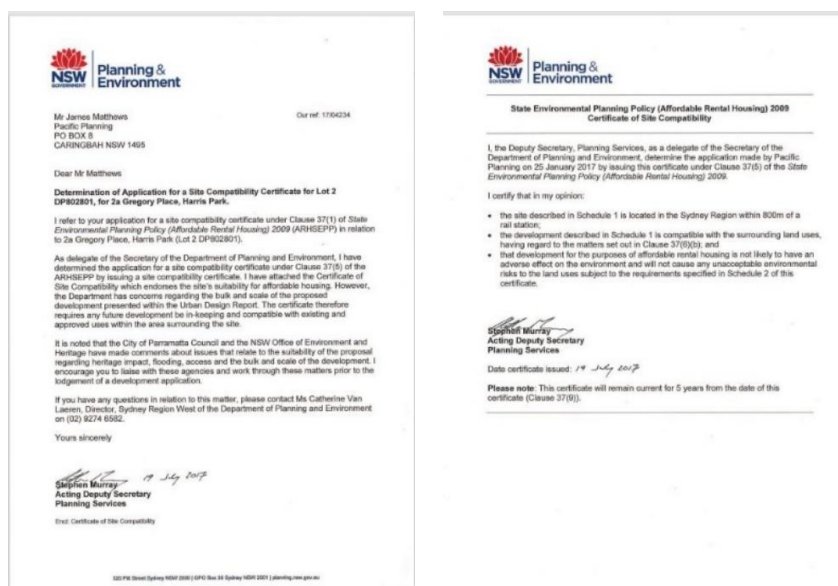 NSW
GOVERNMENT
Planning &
Environment
Mr James Matthews
Pacific Planning
PO BOX 8
CARINGBAH NSW 1495
Our ref: 17/04234
Dear Mr Matthews
Determination of Application for a Site Compatibility Certificate for Lot 2
DP802801, for 2a Gregory Place, Harris Park.
I refer to your application for a site compatibility certificate under Clause 37(1) of State
Environmental Planning Policy (Affordable Rental Housing) 2009 (ARHSEPP) in relation
to 2a Gregory Place, Harris Park (Lot 2 DP802801).
As delegate of the Secretary of the Department of Planning and Environment, I have
determined the application for a site compatibility certificate under Clause 37(5) of the
ARHSEPP by issuing a site compatibility certificate. I have attached the Certificate of
Site Compatibility which endorses the site's suitability for affordable housing. However,
the Department has concerns regarding the bulk and scale of the proposed
development presented within the Urban Design Report. The certificate therefore
requires any future development be in-keeping and compatible with existing and
approved uses within the area surrounding the site.
It is noted that the City of Parramatta Council and the NSW Office of Environment and
Heritage have made comments about issues that relate to the suitability of the proposal
regarding heritage impact, flooding, access and the bulk and scale of the development. I
encourage you to liaise with these agencies and work through these matters prior to the
lodgement of a development application.
If you have any questions in relation to this matter, please contact Ms Catherine Van
Laeren, Director, Sydney Region West of the Department of Planning and Environment
on (02) 9274 6582.
Yours sincerely
19 July 2017
Stephen Murray
Acting Deputy Secretary
Planning Services
Encl: Certificate of Site Compatibility
320 Pitt Street Sydney NSW 2000 | GPO Box 39 Sydney NSW 2001 | planning.nsw.gov.au
NSW
GOVERNMENT
Planning &
Environment
State Environmental Planning Policy (Affordable Rental Housing) 2009
Certificate of Site Compatibility
I, the Deputy Secretary, Planning Services, as a delegate of the Secretary of the
Department of Planning and Environment, determine the application made by Pacific
Planning on 25 January 2017 by issuing this certificate under Clause 37(5) of the State
Environmental Planning Policy (Affordable Rental Housing) 2009.
I certify that in my opinion:
• the site described in Schedule 1 is located in the Sydney Region within 800m of a
rail station;
• the development described in Schedule 1 is compatible with the surrounding land uses,
having regard to the matters set out in Clause 37(6)(b); and
• that development for the purposes of affordable rental housing is not likely to have an
adverse effect on the environment and will not cause any unacceptable environmental
risks to the land uses subject to the requirements specified in Schedule 2 of this
certificate.
Stephen Murray
Acting Deputy Secretary
Planning Services
Date certificate issued: 19 July 2017
Please note: This certificate will remain current for 5 years from the date of this
certificate (Clause 37(9)).